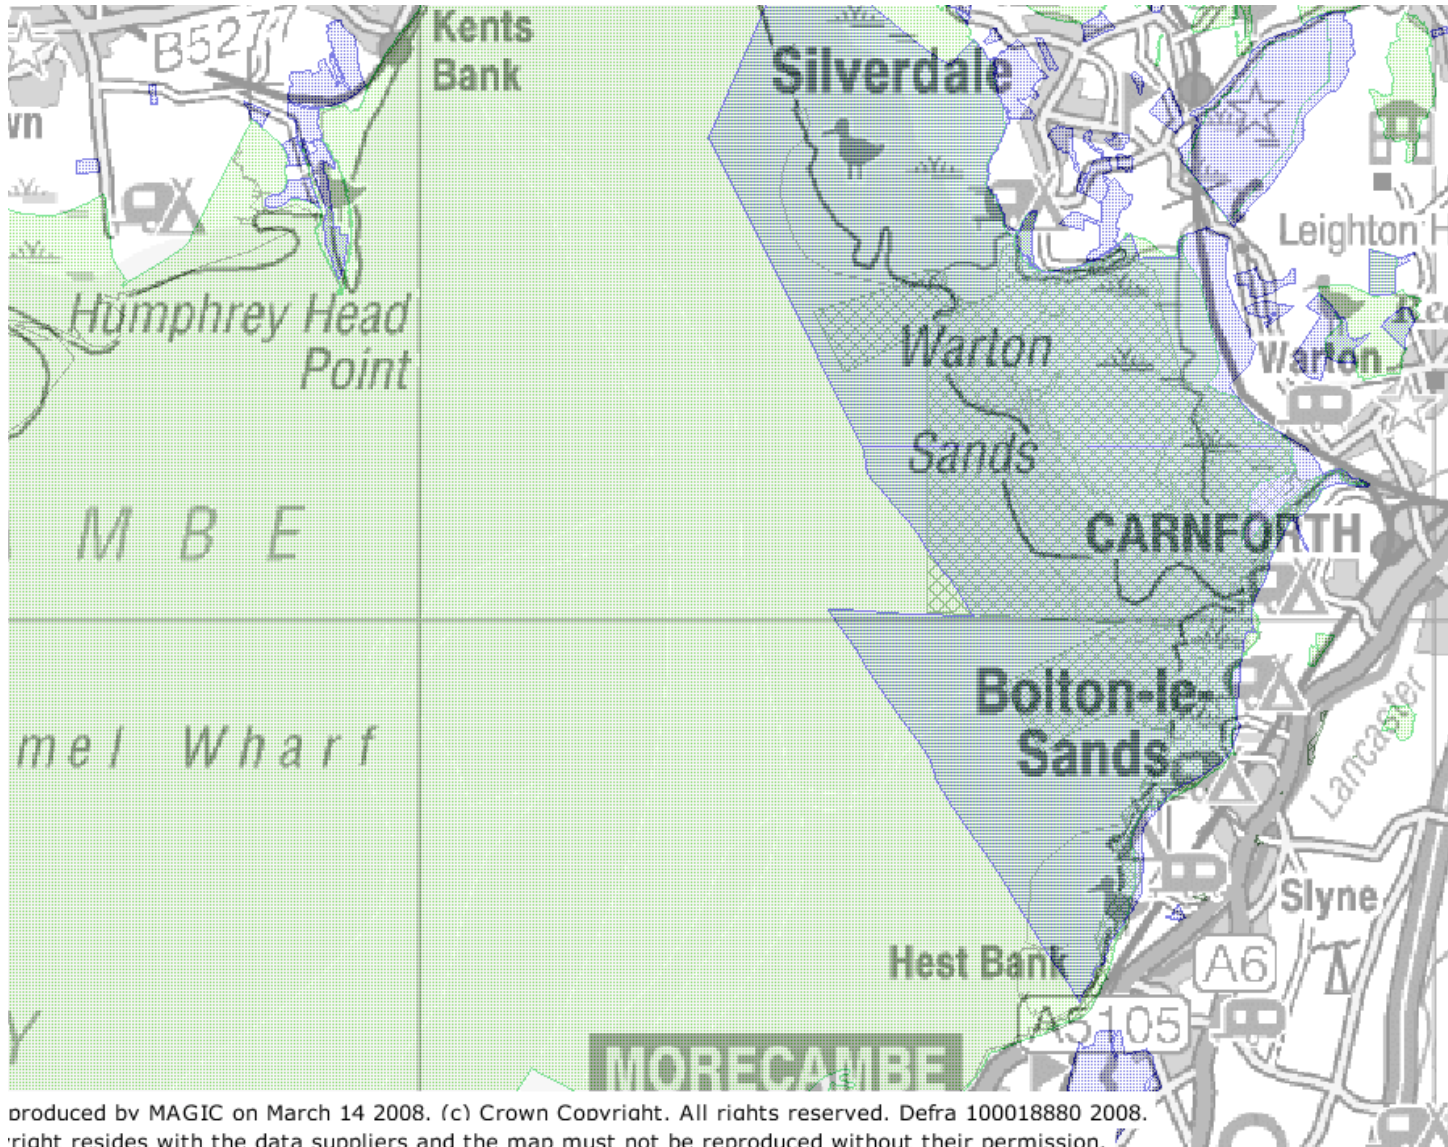 B5277
Kents
Bank
Silverdale
vn
Leighton H
Humphrey Head
Point
Warton
Warton
Sands
M B E
CARNFORTH
Bolton-le-
Sands
mel Wharf
Lancaster
Slyne
Hest Bank
A6
A5105
Y
MORECAMBE
produced by MAGIC on March 14 2008. (c) Crown Copyright. All rights reserved. Defra 100018880 2008.
right resides with the data suppliers and the map must not be reproduced without their permission.